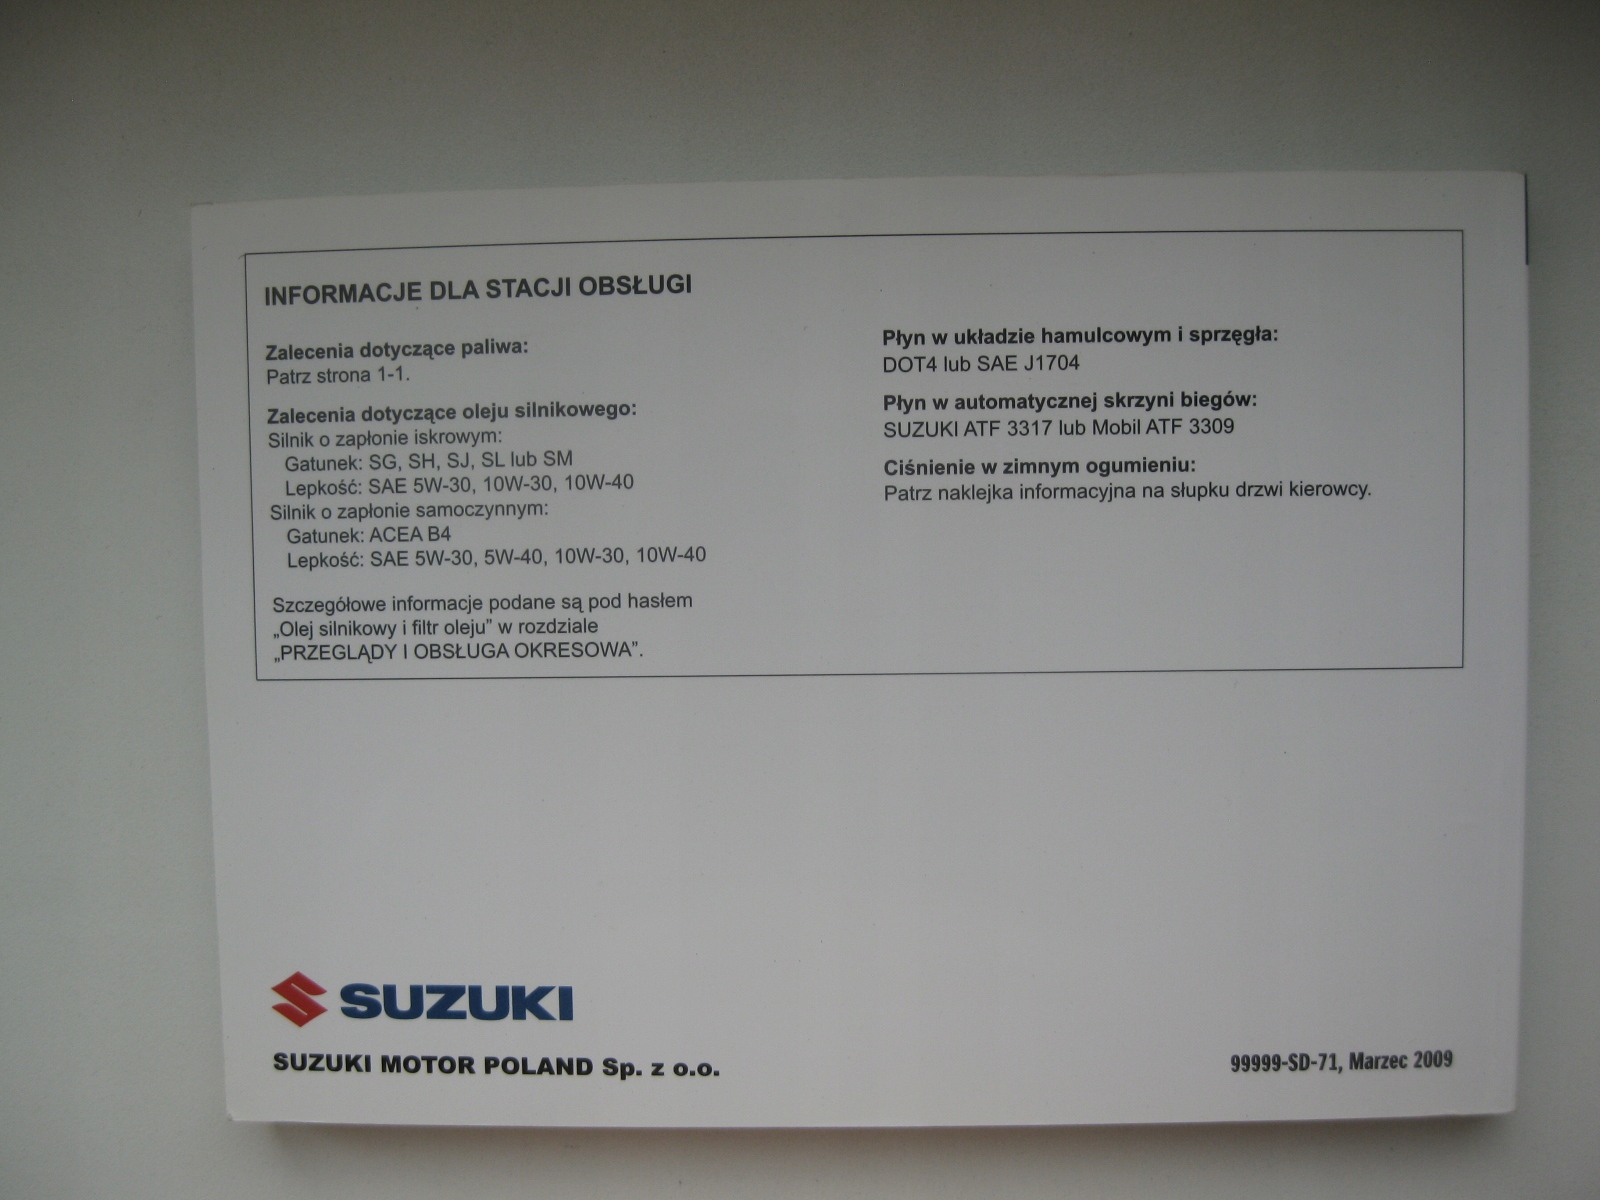 INFORMACJE DLA STACJI OBSŁUGI
Zalecenia dotyczące paliwa:
Patrz strona 1-1.
Zalecenia dotyczące oleju silnikowego:
Silnik o zapłonie iskrowym:
Gatunek: SG, SH, SJ, SL lub SM
Lepkość: SAE 5W-30, 10W-30, 10W-40
Silnik o zapłonie samoczynnym:
Gatunek: ACEA B4
Lepkość: SAE 5W-30, 5W-40, 10W-30, 10W-40
Szczegółowe informacje podane są pod hasłem
„Olej silnikowy i filtr oleju” w rozdziale
„PRZEGLĄDY I OBSŁUGA OKRESOWA”.
Płyn w układzie hamulcowym i sprzęgła:
DOT4 lub SAE J1704
Płyn w automatycznej skrzyni biegów:
SUZUKI ATF 3317 lub Mobil ATF 3309
Ciśnienie w zimnym ogumieniu:
Patrz naklejka informacyjna na słupku drzwi kierowcy.
SUZUKI
SUZUKI MOTOR POLAND Sp. z o.o.
99999-SD-71, Marzec 2009